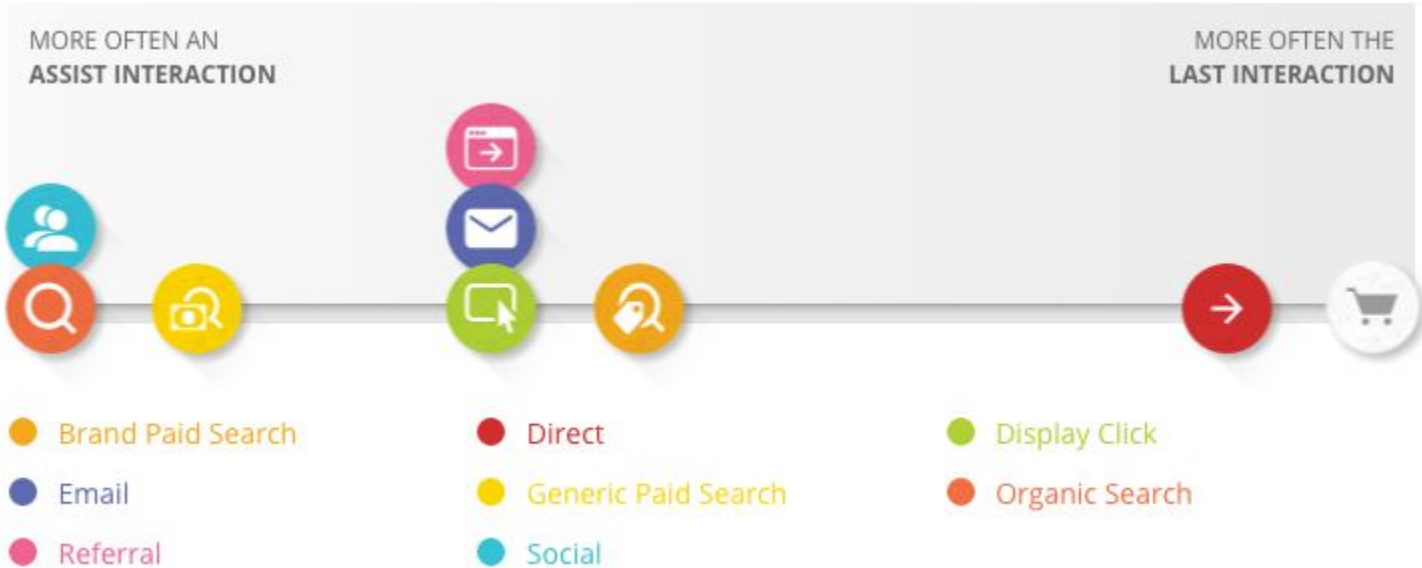 MORE OFTEN AN
ASSIST INTERACTION
MORE OFTEN THE
LAST INTERACTION
Brand Paid Search
Direct
Display Click
Email
Generic Paid Search
Organic Search
Referral
Social